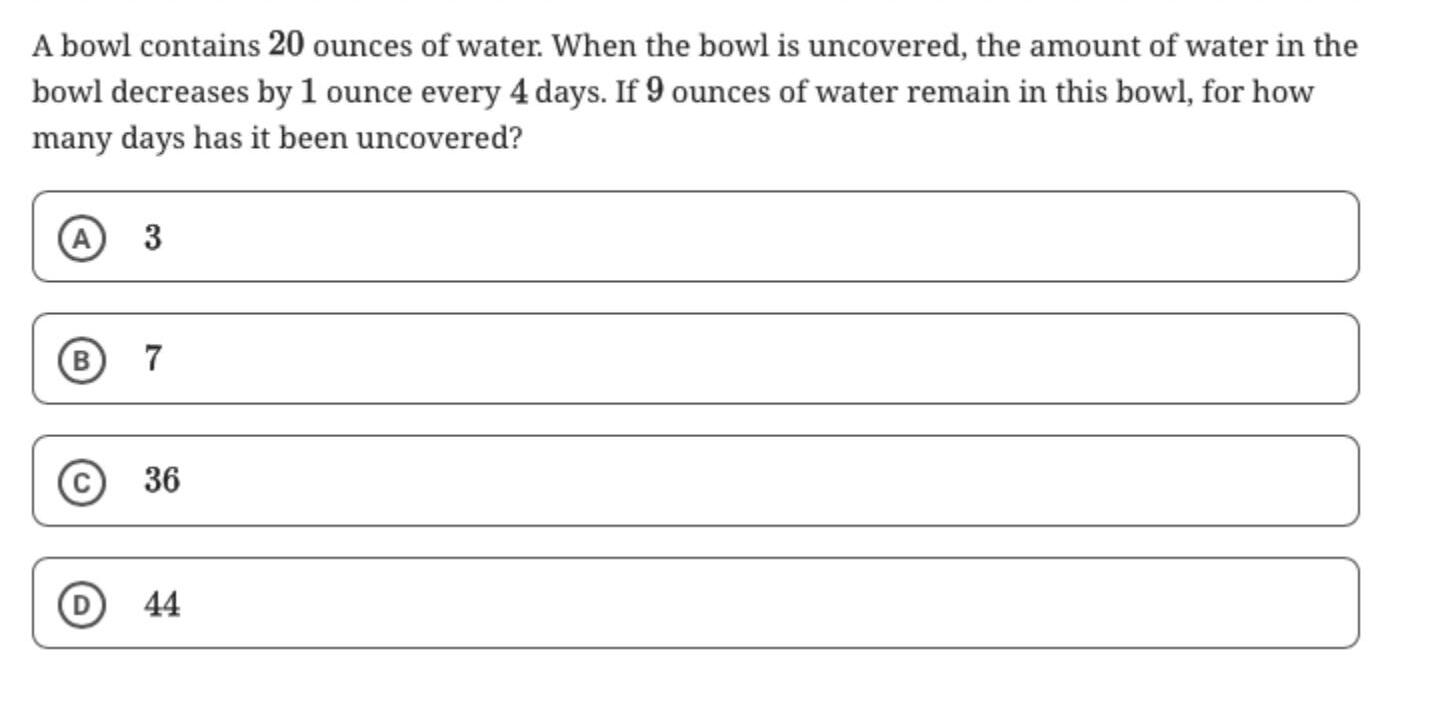 A bowl contains 20 ounces of water. When the bowl is uncovered, the amount of water in the
bowl decreases by 1 ounce every 4 days. If 9 ounces of water remain in this bowl, for how
many days has it been uncovered?
A 3
B 7
C 36
D 44